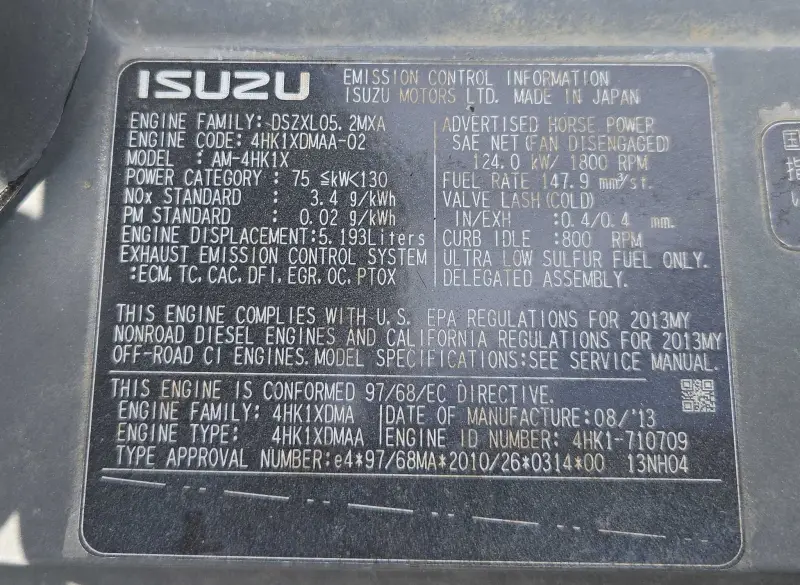 ISUZU EMISSION CONTROL INFORMATION
ISUZU MOTORS LTD. MADE IN JAPAN
ENGINE FAMILY: DSZXL05.2MXA
ENGINE CODE: 4HK1XDMAA-02
MODEL : AM-4HK1X
POWER CATEGORY : 75 ≦kW<130
NOx STANDARD : 3.4 g/kWh
PM STANDARD : 0.02 g/kWh
ENGINE DISPLACEMENT:5.193Liters
EXHAUST EMISSION CONTROL SYSTEM
:ECM, TC, CAC, DFI, EGR, OC, PTOX
ADVERTISED HORSE POWER
SAE NET(FAN DISENGAGED)
124.0 kW/ 1800 RPM
FUEL RATE 147.9 mm³/st.
VALVE LASH(COLD)
IN/EXH :0.4/0.4 mm.
CURB IDLE :800 RPM
ULTRA LOW SULFUR FUEL ONLY.
DELEGATED ASSEMBLY.
THIS ENGINE COMPLIES WITH U.S. EPA REGULATIONS FOR 2013MY
NONROAD DIESEL ENGINES AND CALIFORNIA REGULATIONS FOR 2013MY
OFF-ROAD CI ENGINES. MODEL SPECIFICATIONS:SEE SERVICE MANUAL.
THIS ENGINE IS CONFORMED 97/68/EC DIRECTIVE.
ENGINE FAMILY: 4HK1XDMA
DATE OF MANUFACTURE:08/'13
ENGINE TYPE: 4HK1XDMAA
ENGINE ID NUMBER: 4HK1-710709
TYPE APPROVAL NUMBER:e4*97/68MA*2010/26*0314*00 13NH04
国
指